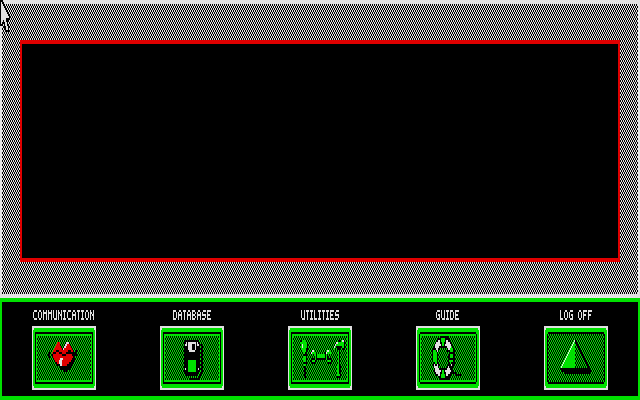 COMMUNICATION
DATABASE
UTILITIES
GUIDE
LOG OFF